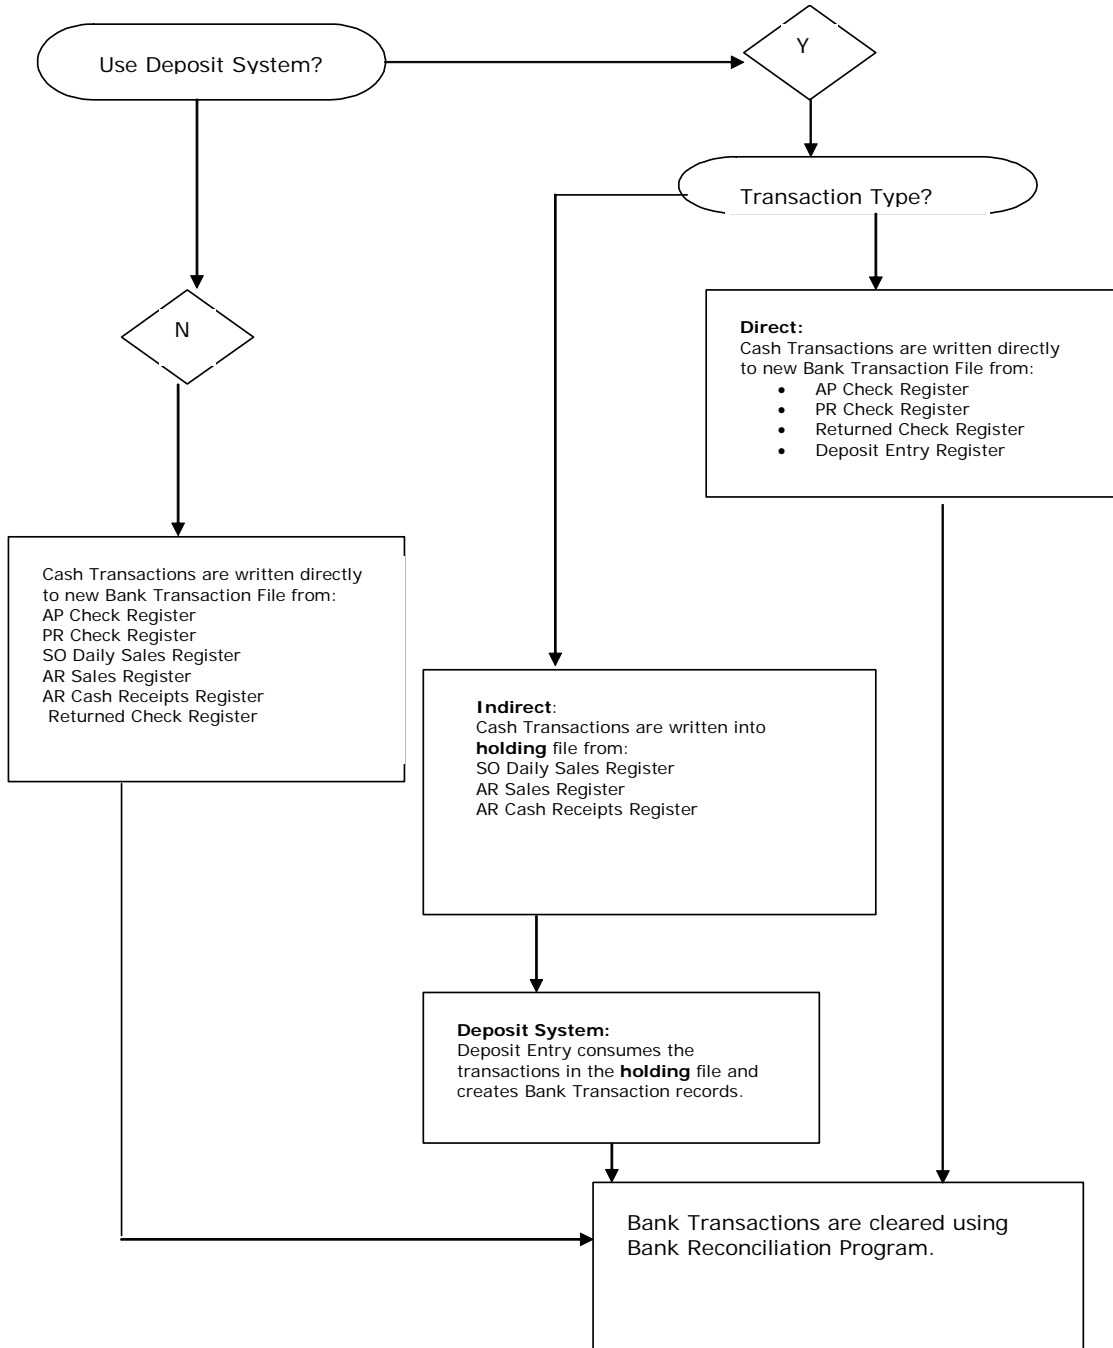 Use Deposit System?
Y
Transaction Type?
N
Direct:
Cash Transactions are written directly
to new Bank Transaction File from:
• AP Check Register
• PR Check Register
• Returned Check Register
• Deposit Entry Register
Cash Transactions are written directly
to new Bank Transaction File from:
AP Check Register
PR Check Register
SO Daily Sales Register
AR Sales Register
AR Cash Receipts Register
Returned Check Register
Indirect:
Cash Transactions are written into
holding file from:
SO Daily Sales Register
AR Sales Register
AR Cash Receipts Register
Deposit System:
Deposit Entry consumes the
transactions in the holding file and
creates Bank Transaction records.
Bank Transactions are cleared using
Bank Reconciliation Program.